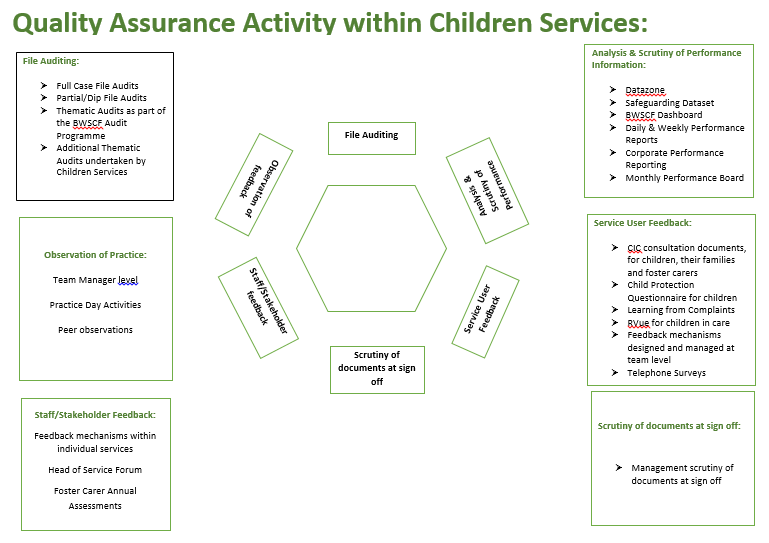 Quality Assurance Activity within Children Services:
File Auditing:
Full Case File Audits
Partial/Dip File Audits
Thematic Audits as part of
the BWSCF Audit
Programme
Additional Thematic
Audits undertaken by
Children Services
Observation of Practice:
Team Manager level
Practice Day Activities
Peer observations
Staff/Stakeholder Feedback:
Feedback mechanisms within
individual services
Head of Service Forum
Foster Carer Annual
Assessments
File Auditing
Analysis &
Scrutiny of
Performance
Service User
Feedback
Scrutiny of
documents at sign
off
Staff/Stakeholder
feedback
Observation of
feedback
Analysis & Scrutiny of Performance
Information:
Datazone
Safeguarding Dataset
BWSCF Dashboard
Daily & Weekly Performance
Reports
Corporate Performance
Reporting
Monthly Performance Board
Service User Feedback:
CIC consultation documents,
for children, their families
and foster carers
Child Protection
Questionnaire for children
Learning from Complaints
RVue for children in care
Feedback mechanisms
designed and managed at
team level
Telephone Surveys
Scrutiny of documents at sign off:
Management scrutiny of
documents at sign off